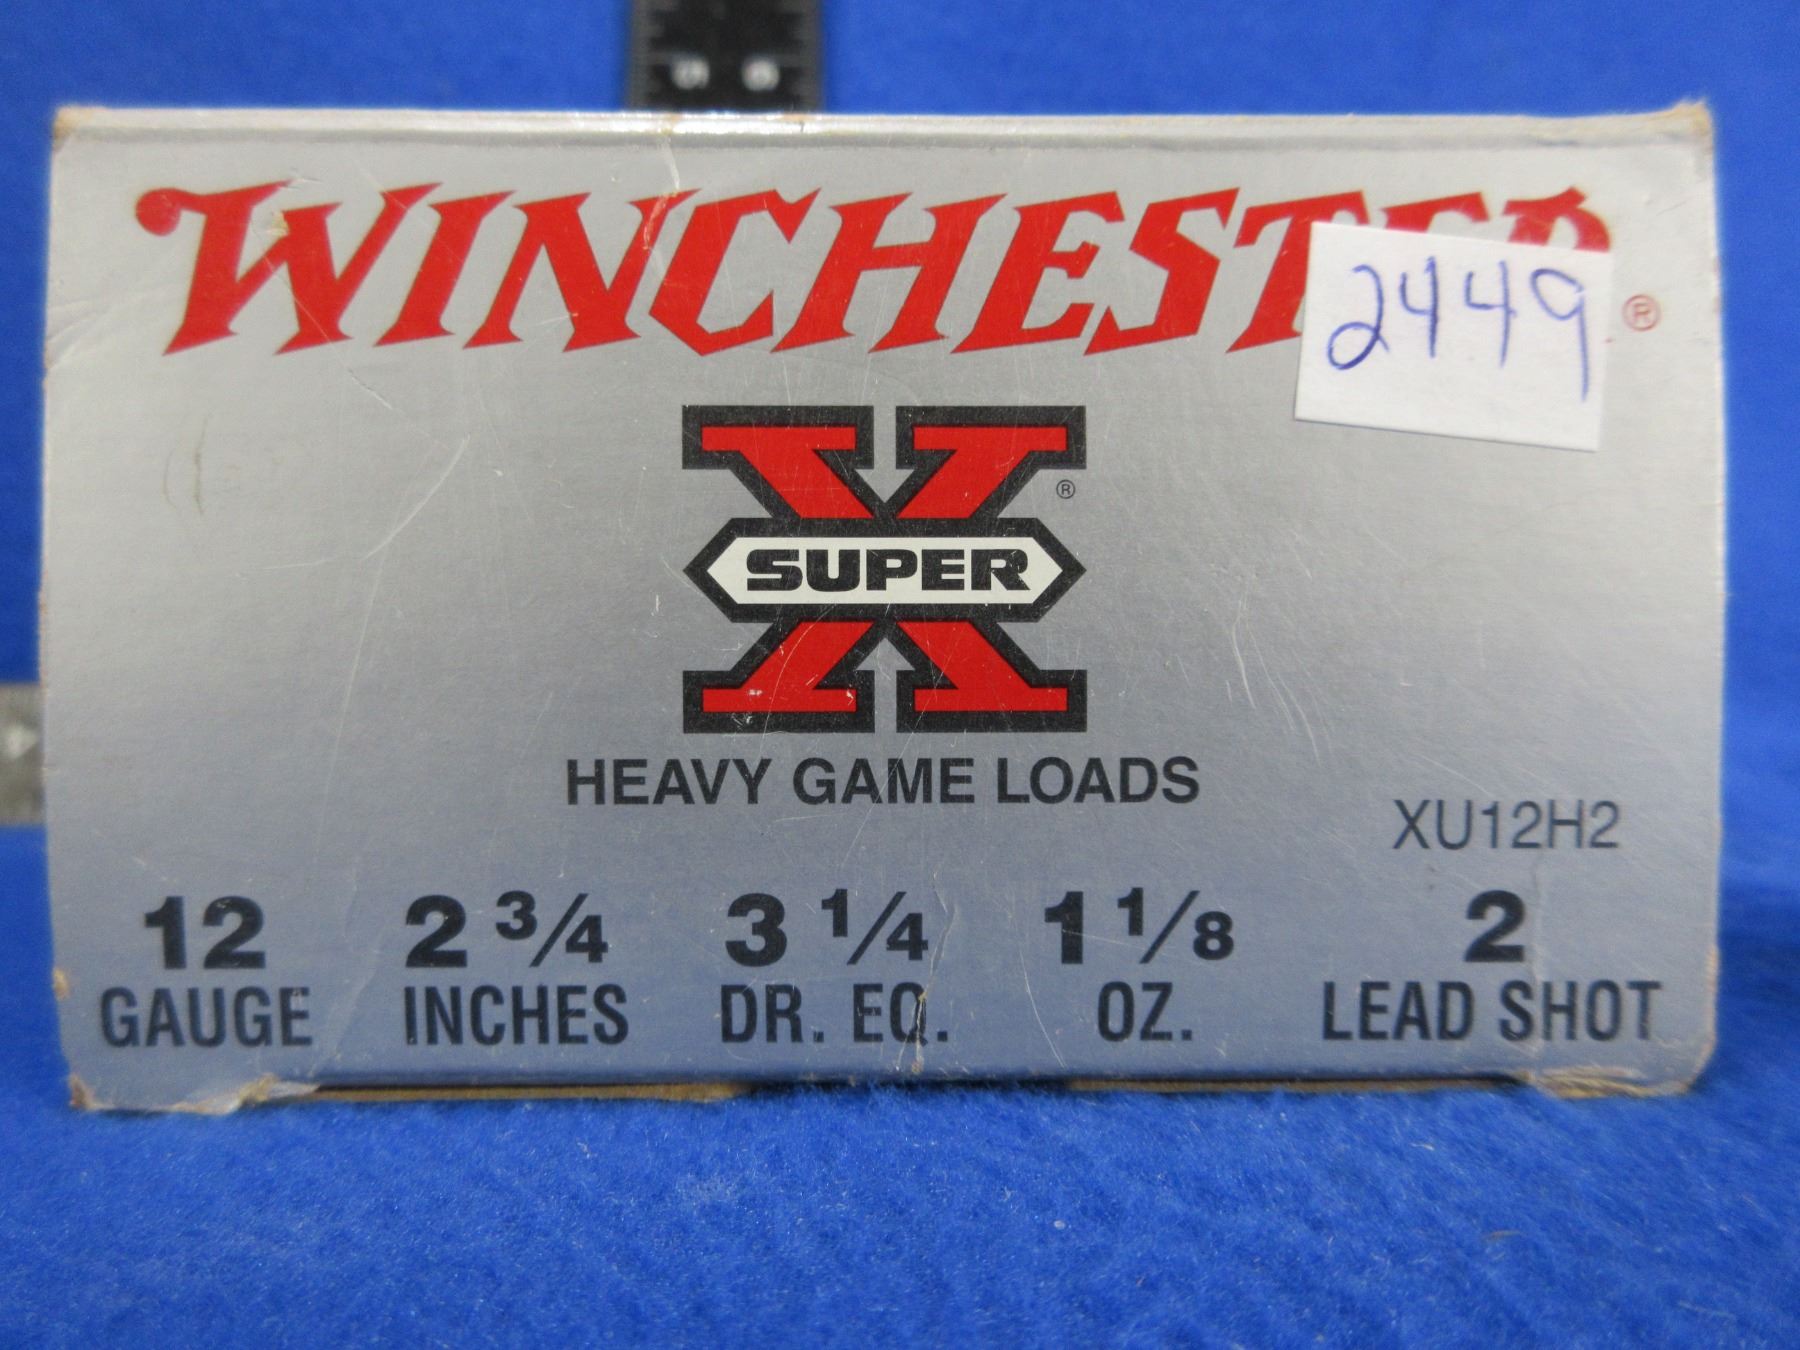 WINCHESTER ®
2449
X ®
SUPER
HEAVY GAME LOADS
XU12H2
12 2 3/4 3 1/4 1 1/8 2
GAUGE INCHES DR. EQ. OZ. LEAD SHOT